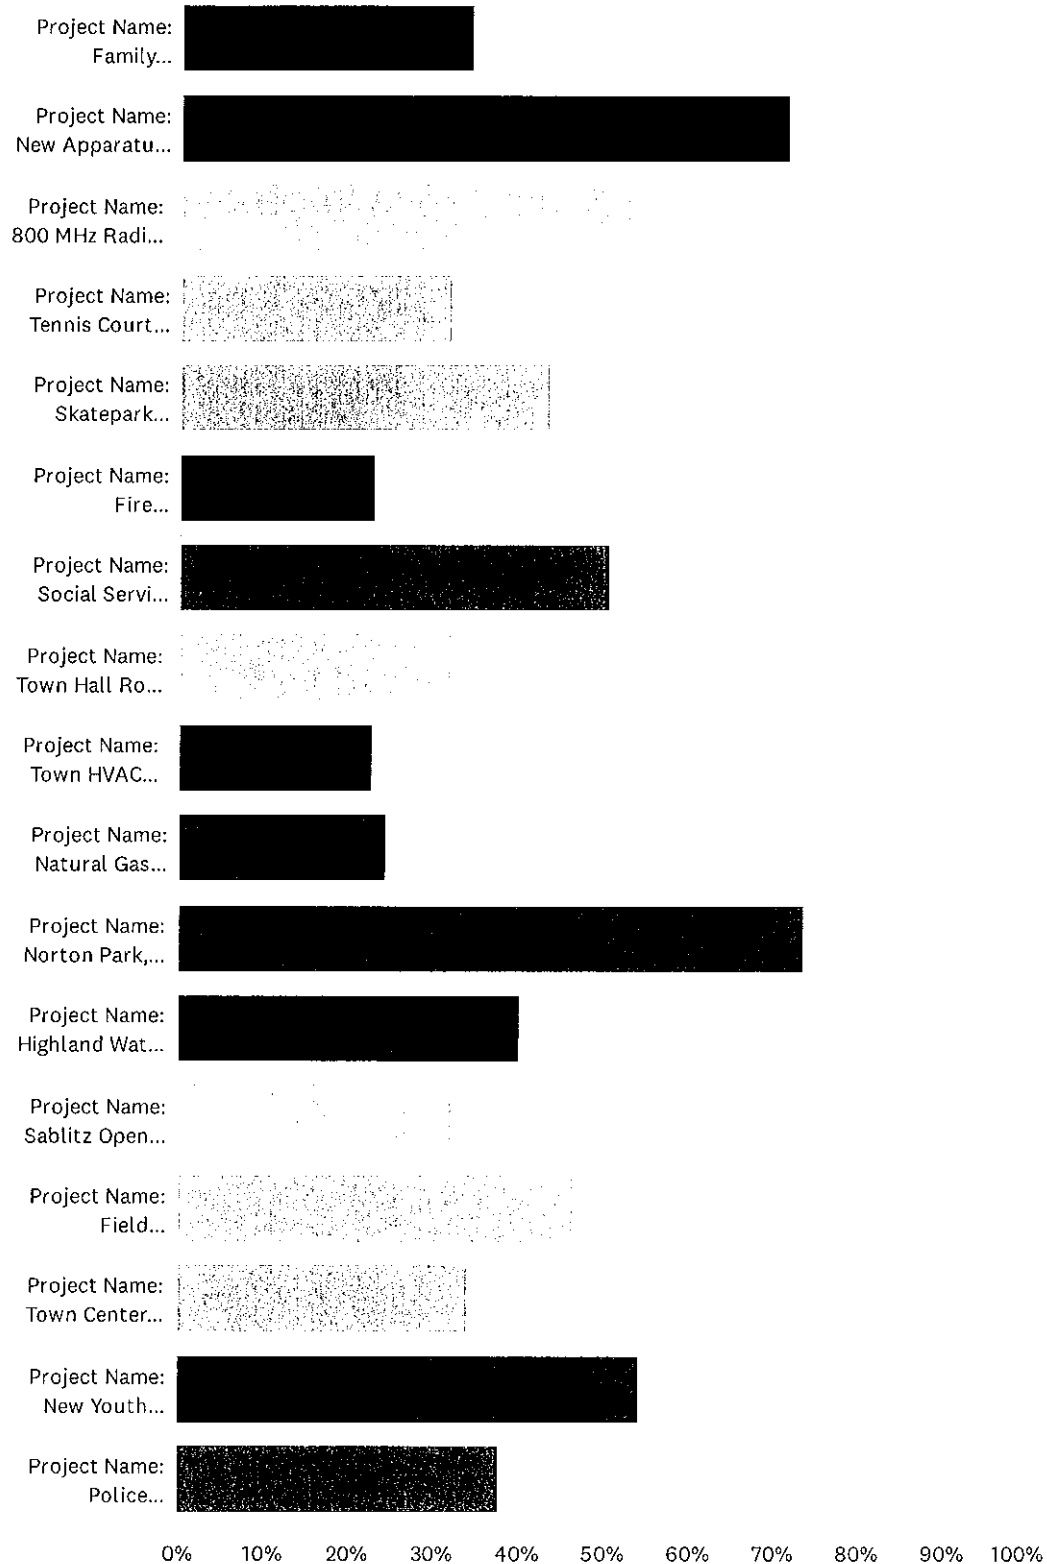 Project Name:
Family...
Project Name:
New Apparatu...
Project Name:
800 MHz Radi...
Project Name:
Tennis Court...
Project Name:
Skatepark...
Project Name:
Fire...
Project Name:
Social Servi...
Project Name:
Town Hall Ro...
Project Name:
Town HVAC...
Project Name:
Natural Gas...
Project Name:
Norton Park,...
Project Name:
Highland Wat...
Project Name:
Sablitz Open...
Project Name:
Field...
Project Name:
Town Center...
Project Name:
New Youth...
Project Name:
Police...
0% 10% 20% 30% 40% 50% 60% 70% 80% 90% 100%